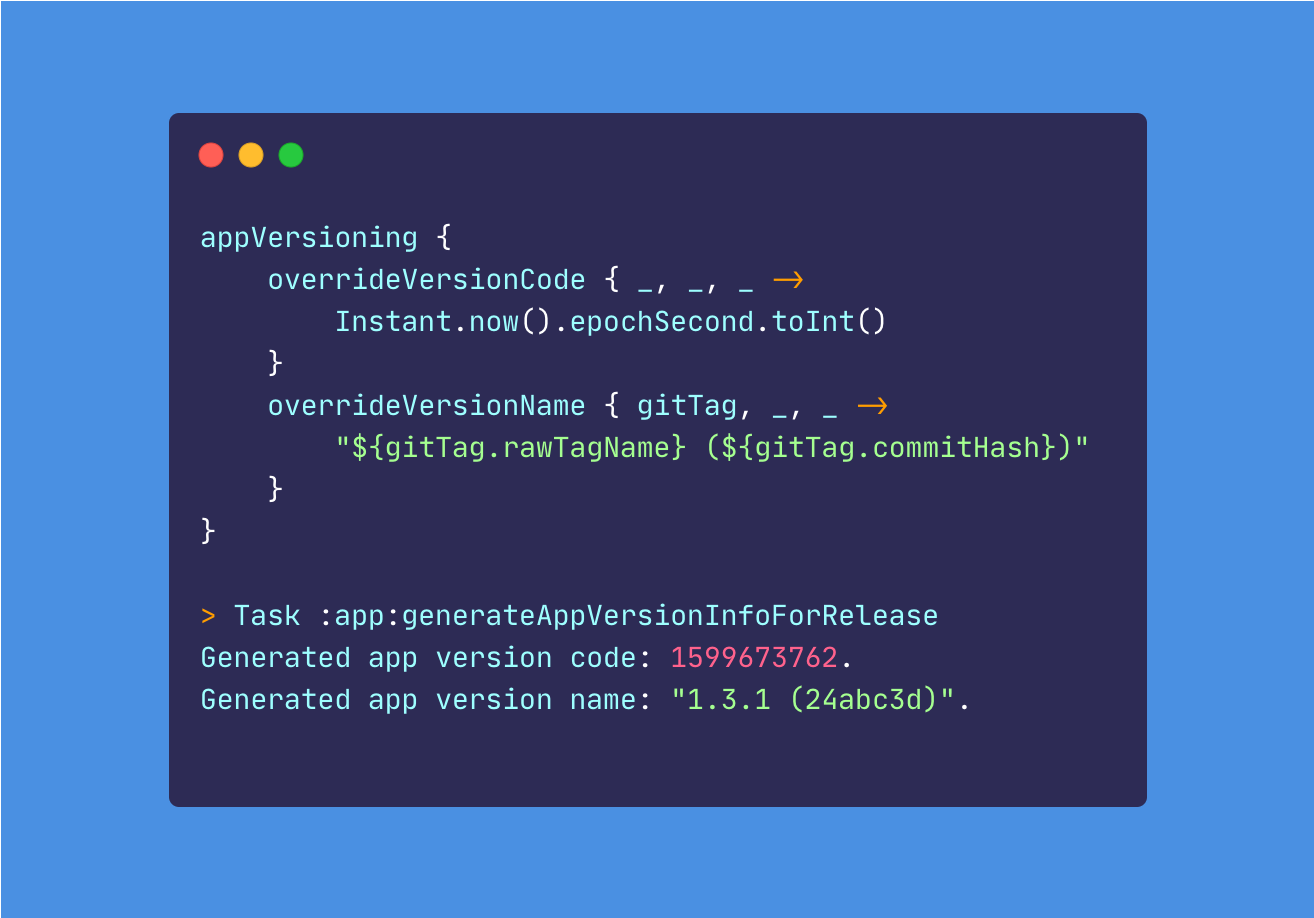 appVersioning {
    overrideVersionCode { _, _, _ ->
        Instant.now().epochSecond.toInt()
    }
    overrideVersionName { gitTag, _, _ ->
        "${gitTag.rawTagName} (${gitTag.commitHash})"
    }
}
> Task :app:generateAppVersionInfoForRelease
Generated app version code: 1599673762.
Generated app version name: "1.3.1 (24abc3d)".